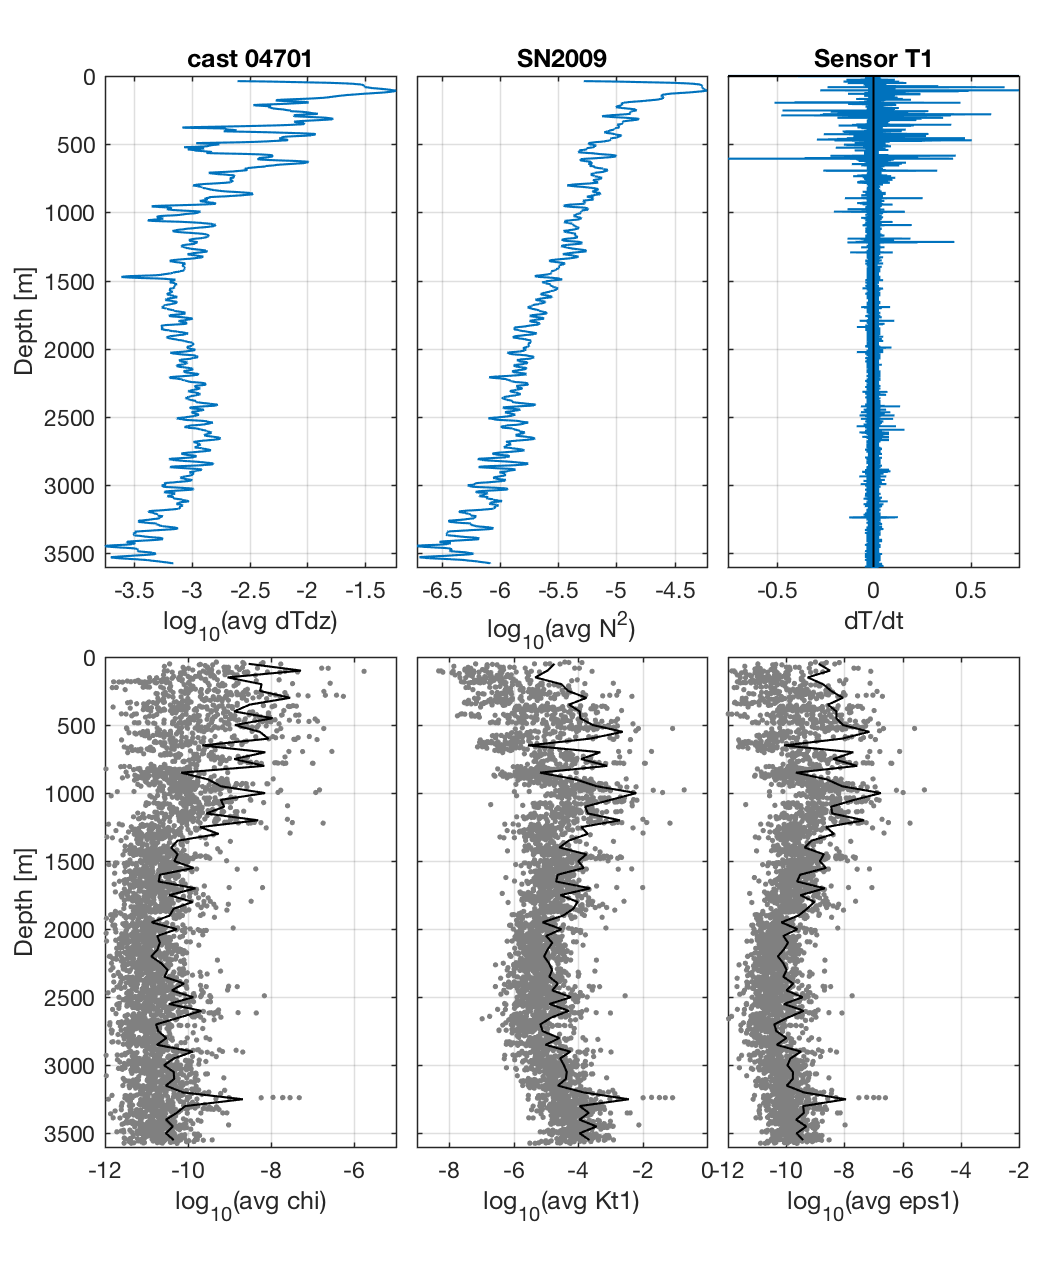 cast 04701
SN2009
Sensor T1
0
500
1000
1500
2000
2500
3000
3500
Depth [m]
-3.5 -3 -2.5 -2 -1.5
log10(avg dTdz)
-6.5 -6 -5.5 -5 -4.5
log10(avg N2)
-0.5 0 0.5
dT/dt
0
500
1000
1500
2000
2500
3000
3500
Depth [m]
-12 -10 -8 -6
log10(avg chi)
-8 -6 -4 -2 0
log10(avg Kt1)
-12 -10 -8 -6 -4 -2
log10(avg eps1)